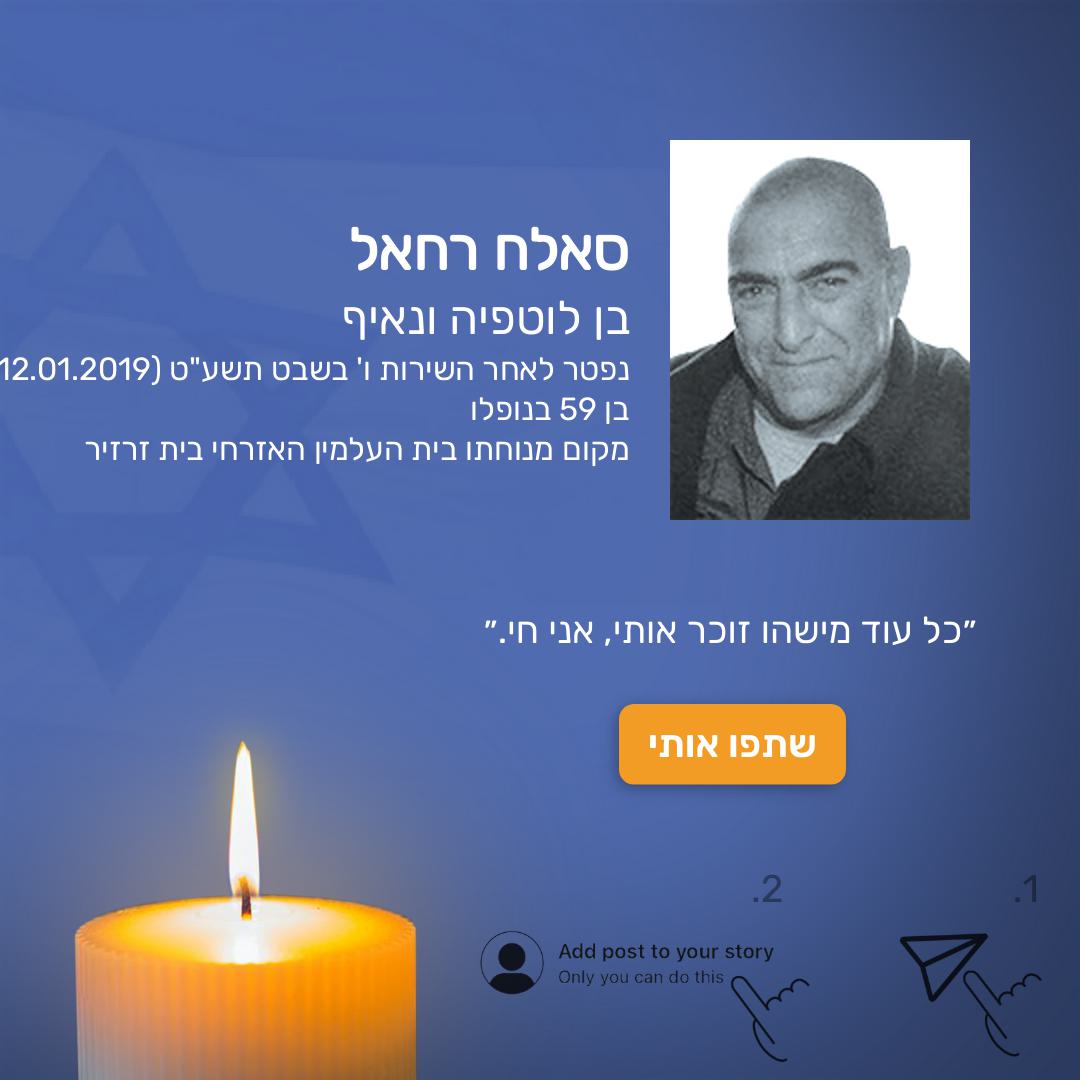 סאלח רחאל
בן לוטפיה ונאיף
נפטר לאחר השירות ו' בשבט תשע"ט (12.01.2019
בן 59 בנופלו
מקום מנוחתו בית העלמין האזרחי בית זרזיר
״כל עוד מישהו זוכר אותי, אני חי.״
שתפו אותי
.1
.2
Add post to your story
Only you can do this